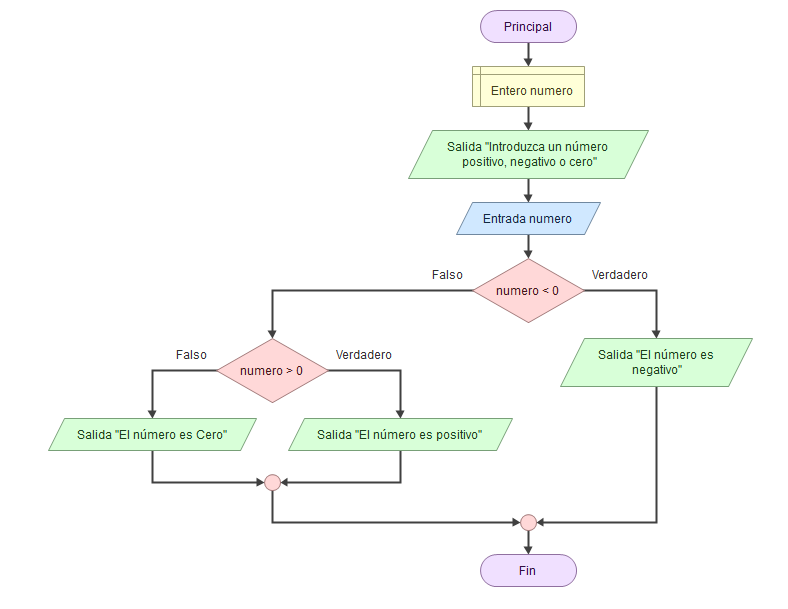 Principal
Entero numero
Salida "Introduzca un número
positivo, negativo o cero"
Entrada numero
Falso
Verdadero
numero < 0
Falso
Verdadero
Salida "El número es
negativo"
numero > 0
Salida "El número es Cero"
Salida "El número es positivo"
Fin